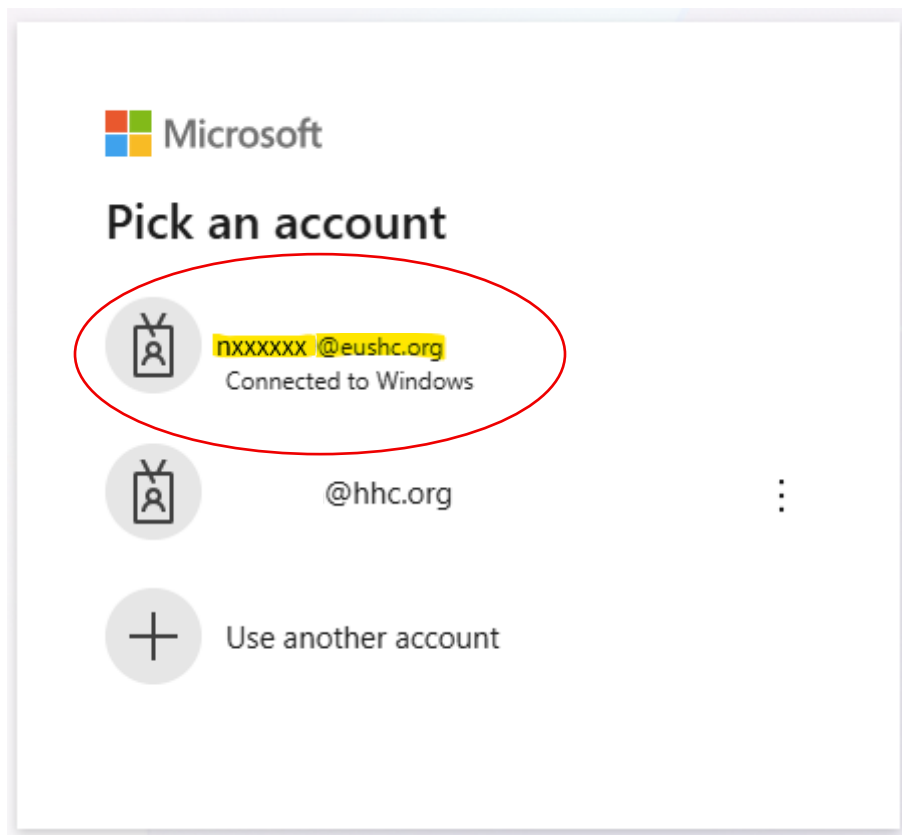 Microsoft
Pick an account
nxxxxxx @eushc.org
Connected to Windows
@hhc.org
Use another account